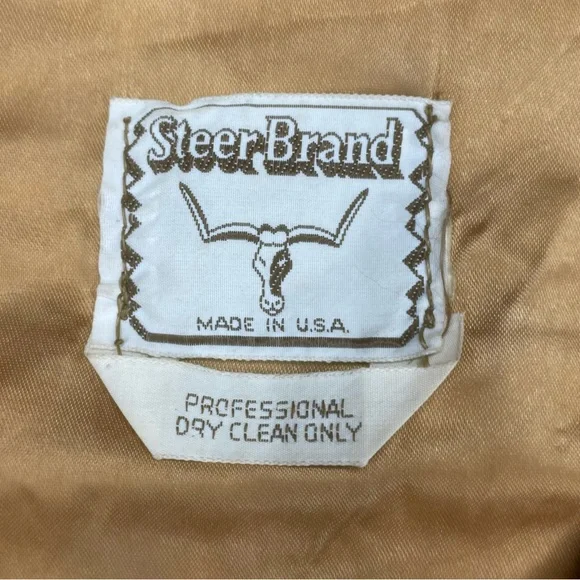 Steer Brand
MADE IN U.S.A.
PROFESSIONAL
DRY CLEAN ONLY